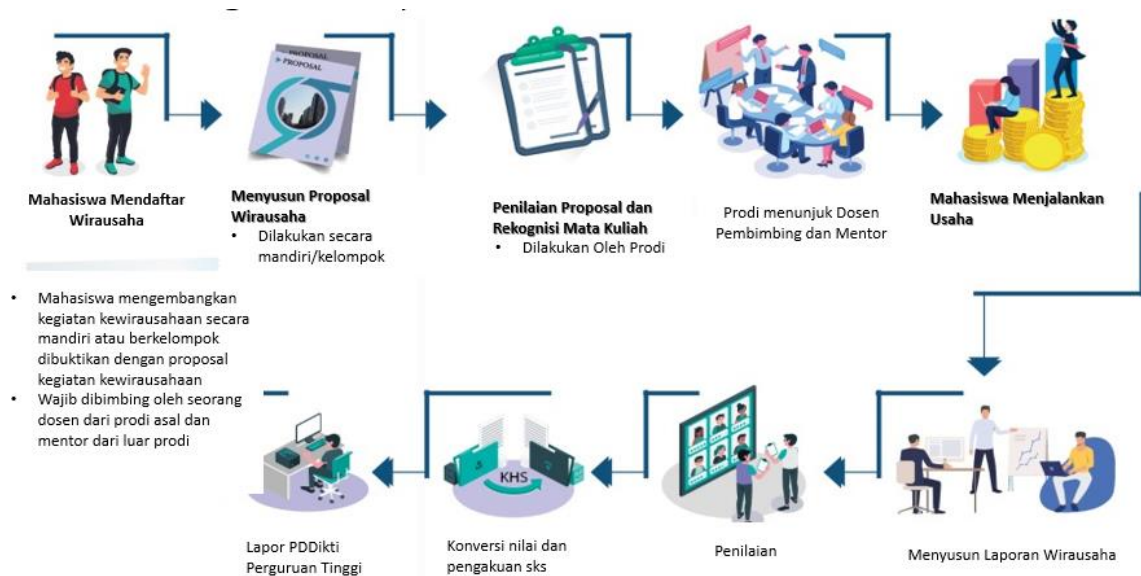 PROPOSAL
PROPOSAL
Mahasiswa Mendaftar
Wirausaha
Menyusun Proposal
Wirausaha
• Dilakukan secara
mandiri/kelompok
Penilaian Proposal dan
Rekognisi Mata Kuliah
• Dilakukan Oleh Prodi
Prodi menunjuk Dosen
Pembimbing dan Mentor
Mahasiswa Menjalankan
Usaha
• Mahasiswa mengembangkan
kegiatan kewirausahaan secara
mandiri atau berkelompok
dibuktikan dengan proposal
kegiatan kewirausahaan
• Wajib dibimbing oleh seorang
dosen dari prodi asal dan
mentor dari luar prodi
Menyusun Laporan Wirausaha
Penilaian
KHS
Konversi nilai dan
pengakuan sks
Lapor PDDikti
Perguruan Tinggi